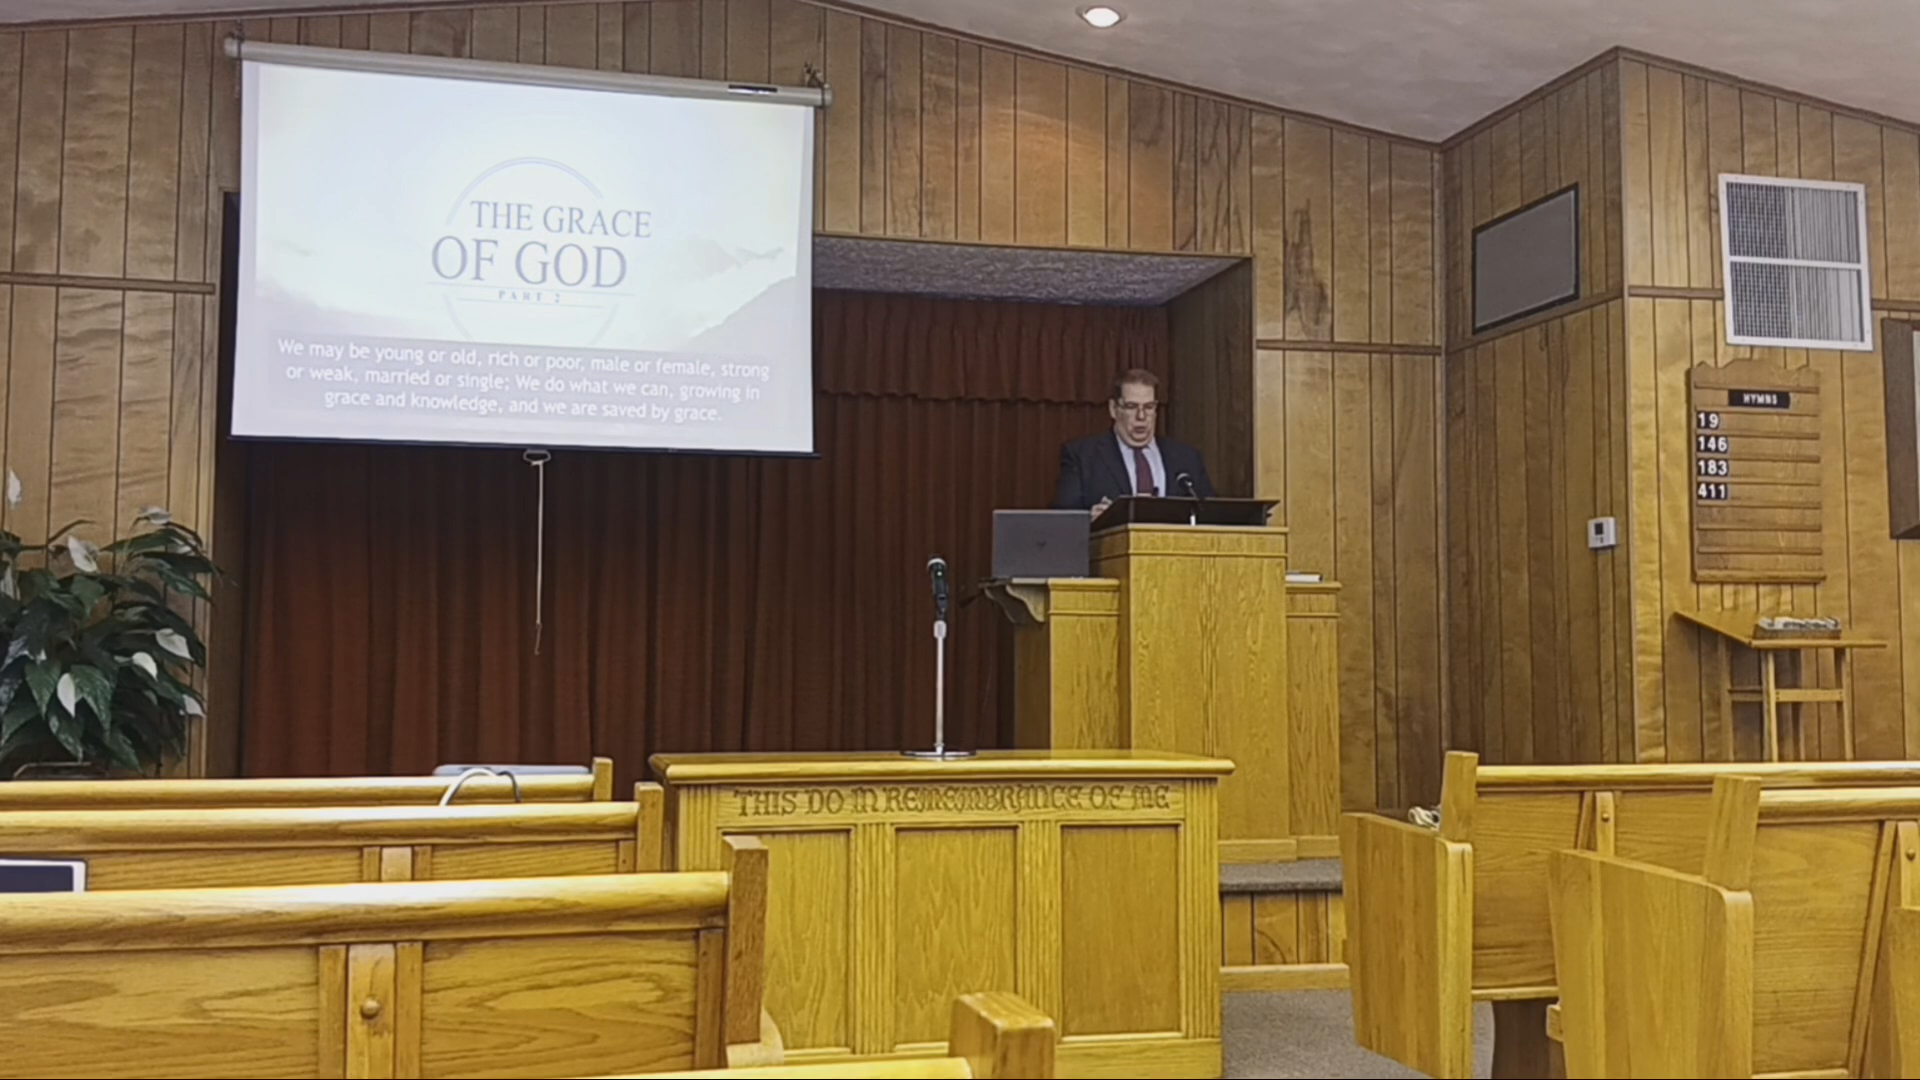 THE GRACE
OF GOD
PART 2
We may be young or old, rich or poor, male or female, strong
or weak, married or single; We do what we can, growing in
grace and knowledge, and we are saved by grace.
HYMNS
19
146
183
411
THIS DO IN REMEMBRANCE OF ME